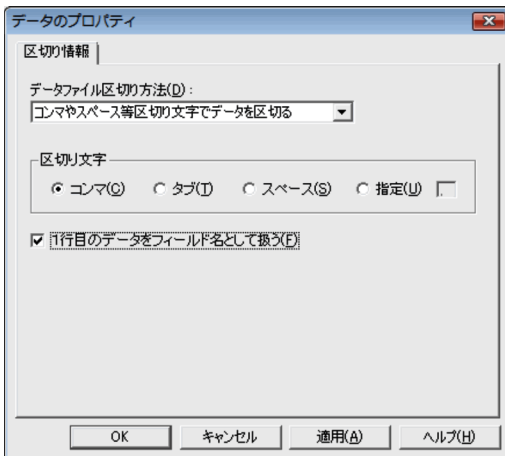 データのプロパティ
区切り情報
データファイル区切り方法(D):
コンマやスペース等区切り文字でデータを区切る
区切り文字
コンマ(C) タブ(T) スペース(S) 指定(U)
1行目のデータをフィールド名として扱う(F)
OK キャンセル 適用(A) ヘルプ(H)